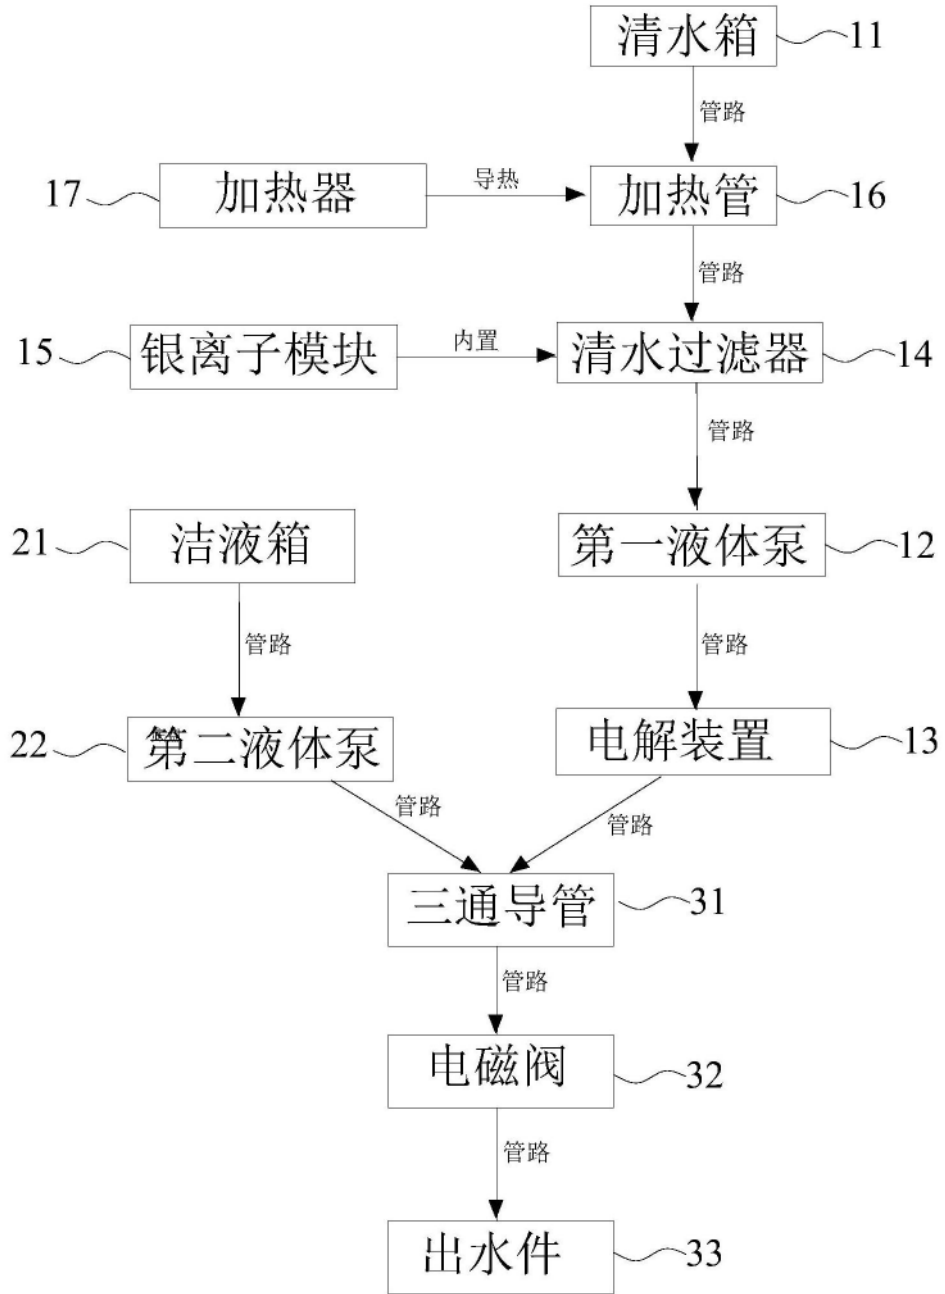 清水箱 11
管路
17 加热器 导热 加热管 16
管路
15 银离子模块 内置 清水过滤器 14
管路
21 洁液箱 第一液体泵 12
管路 管路
22 第二液体泵 电解装置 13
管路 管路
三通导管 31
管路
电磁阀 32
管路
出水件 33